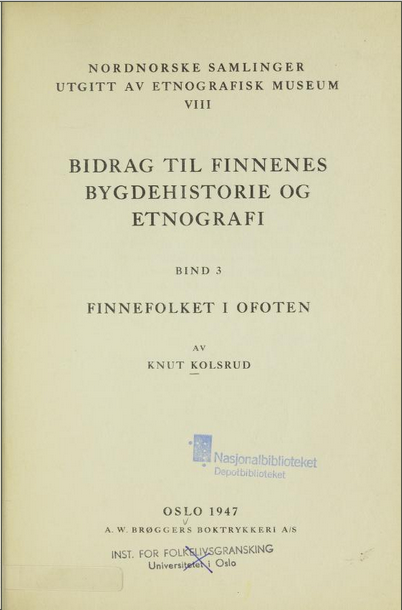 NORDNORSKE SAMLINGER
UTGITT AV ETNOGRAFISK MUSEUM
VIII
BIDRAG TIL FINNENES
BYGDEHISTORIE OG
ETNOGRAFI
BIND 3
FINNEFOLKET I OFOTEN
AV
KNUT KOLSRUD
Nasjonalbiblioteket
Depotbiblioteket
OSLO 1947
A. W. BRØGGERS BOKTRYKKERI A/S
INST. FOR FOLKELIVSGRANSKING
Universitetet i Oslo